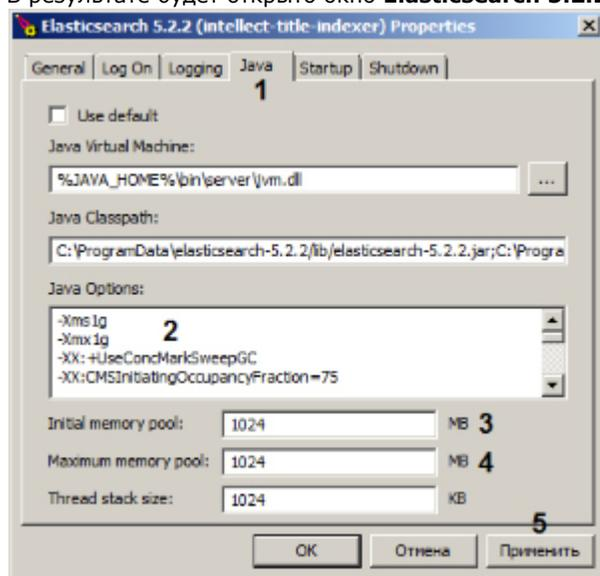 В результате будет открыто окно Elasticsearch 5.2.2
Elasticsearch 5.2.2 (intellect-title-indexer) Properties
General Log On Logging Java Startup Shutdown
1
Use default
Java Virtual Machine:
%JAVA_HOME%\bin\server\jvm.dll ...
Java Classpath:
C:\ProgramData\elasticsearch-5.2.2/lib/elasticsearch-5.2.2.jar;C:\Progra
Java Options:
-Xms1g
2
-Xmx1g
-XX:+UseConcMarkSweepGC
-XX:CMSInitiatingOccupancyFraction=75
Initial memory pool: 1024 MB 3
Maximum memory pool: 1024 MB 4
Thread stack size: 1024 KB
5
OK Отмена Применить